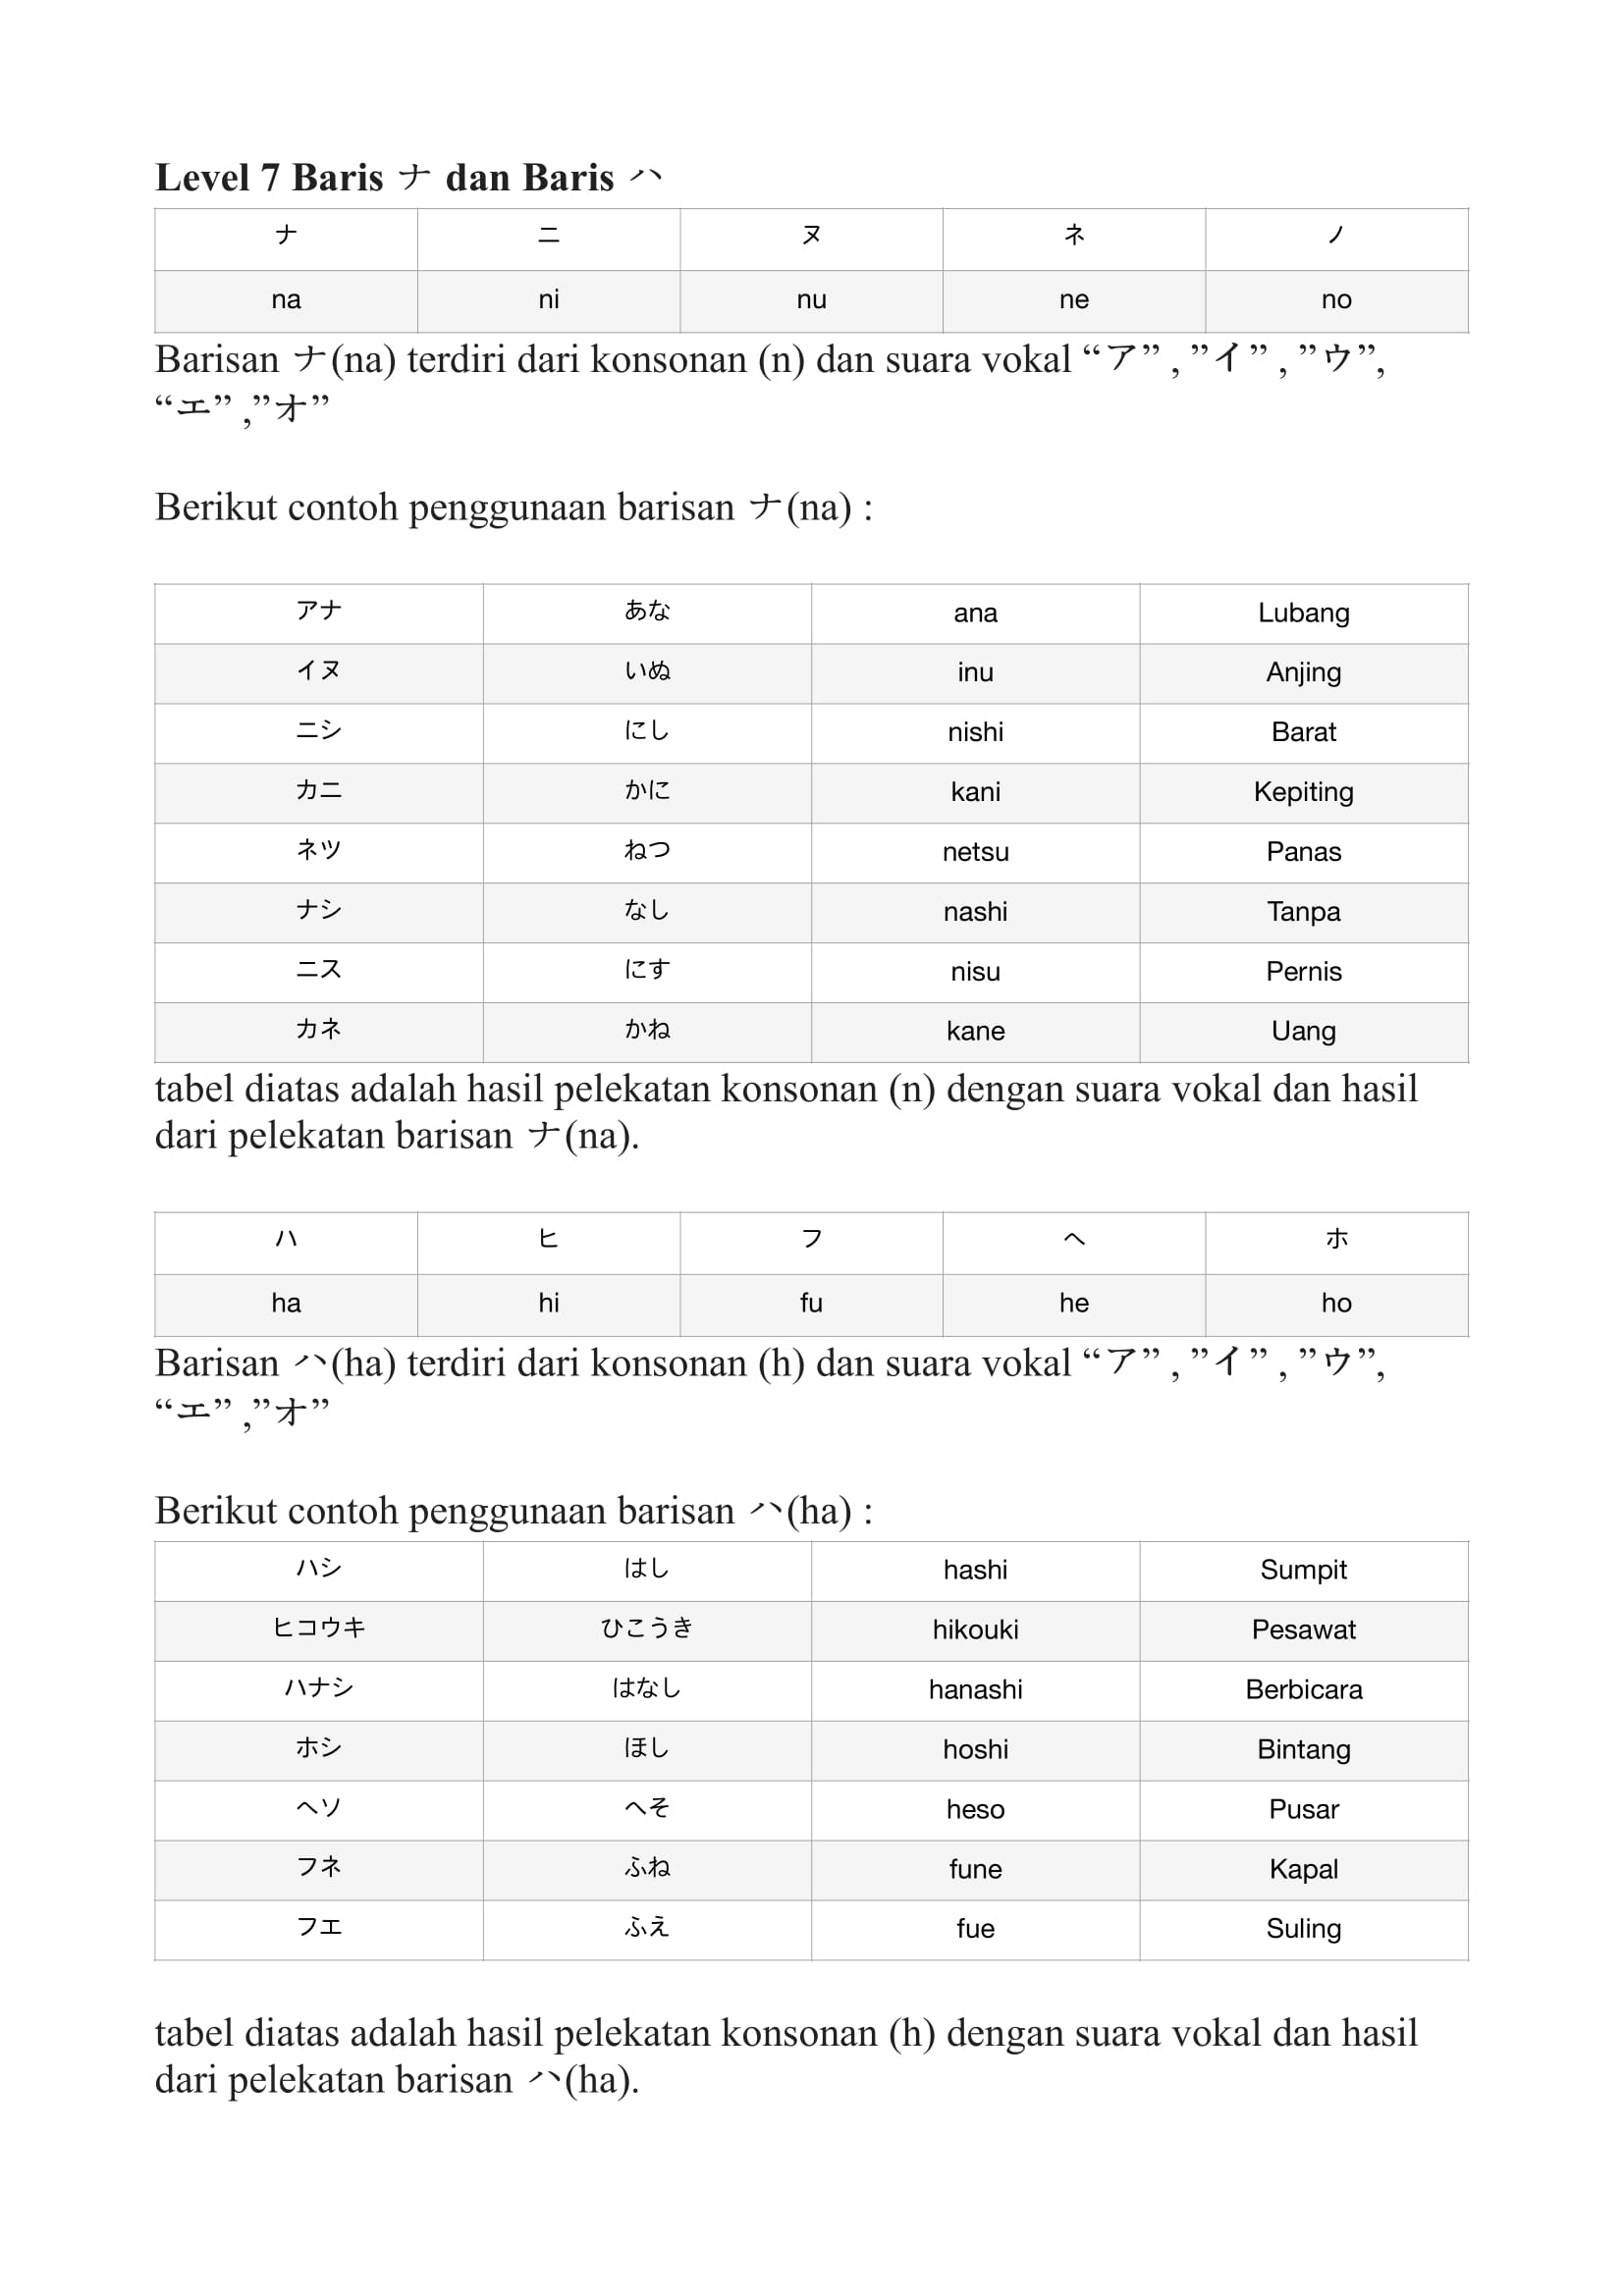 Level 7 Baris ナ dan Baris ハ
ナ ニ ヌ ネ ノ
na ni nu ne no
Barisan ナ(na) terdiri dari konsonan (n) dan suara vokal “ア” , ”イ” , ”ウ”,
“エ” ,”オ”
Berikut contoh penggunaan barisan ナ(na) :
アナ あな ana Lubang
イヌ いぬ inu Anjing
ニシ にし nishi Barat
カニ かに kani Kepiting
ネツ ねつ netsu Panas
ナシ なし nashi Tanpa
ニス にす nisu Pernis
カネ かね kane Uang
tabel diatas adalah hasil pelekatan konsonan (n) dengan suara vokal dan hasil
dari pelekatan barisan ナ(na).
ハ ヒ フ ヘ ホ
ha hi fu he ho
Barisan ハ(ha) terdiri dari konsonan (h) dan suara vokal “ア” , ”イ” , ”ウ”,
“エ” ,”オ”
Berikut contoh penggunaan barisan ハ(ha) :
ハシ はし hashi Sumpit
ヒコウキ ひこうき hikouki Pesawat
ハナシ はなし hanashi Berbicara
ホシ ほし hoshi Bintang
ヘソ へそ heso Pusar
フネ ふね fune Kapal
フエ ふえ fue Suling
tabel diatas adalah hasil pelekatan konsonan (h) dengan suara vokal dan hasil
dari pelekatan barisan ハ(ha).